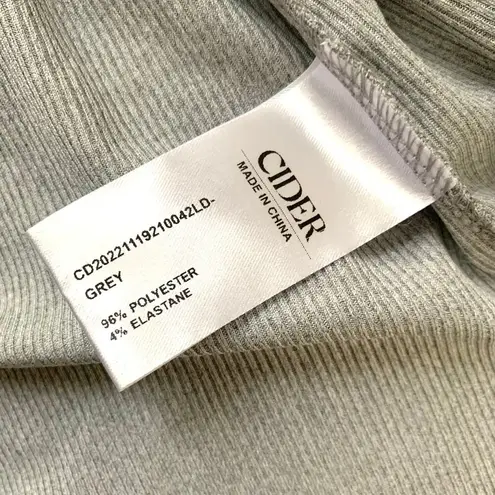 CIDER
MADE IN CHINA
CD20221119210042LD-
GREY
96% POLYESTER
4% ELASTANE